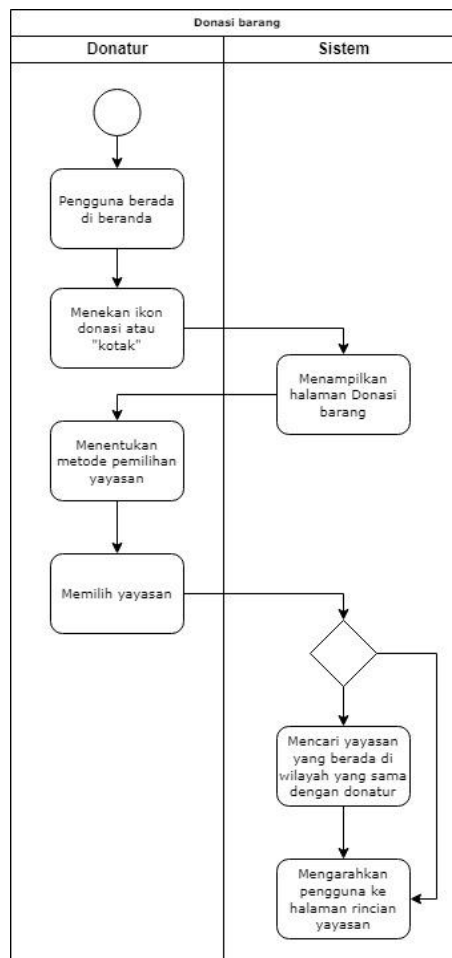 Donasi barang
Donatur
Sistem
Pengguna berada
di beranda
Menekan ikon
donasi atau
"kotak"
Menampilkan
halaman Donasi
barang
Menentukan
metode pemilihan
yayasan
Memilih yayasan
Mencari yayasan
yang berada di
wilayah yang sama
dengan donatur
Mengarahkan
pengguna ke
halaman rincian
yayasan